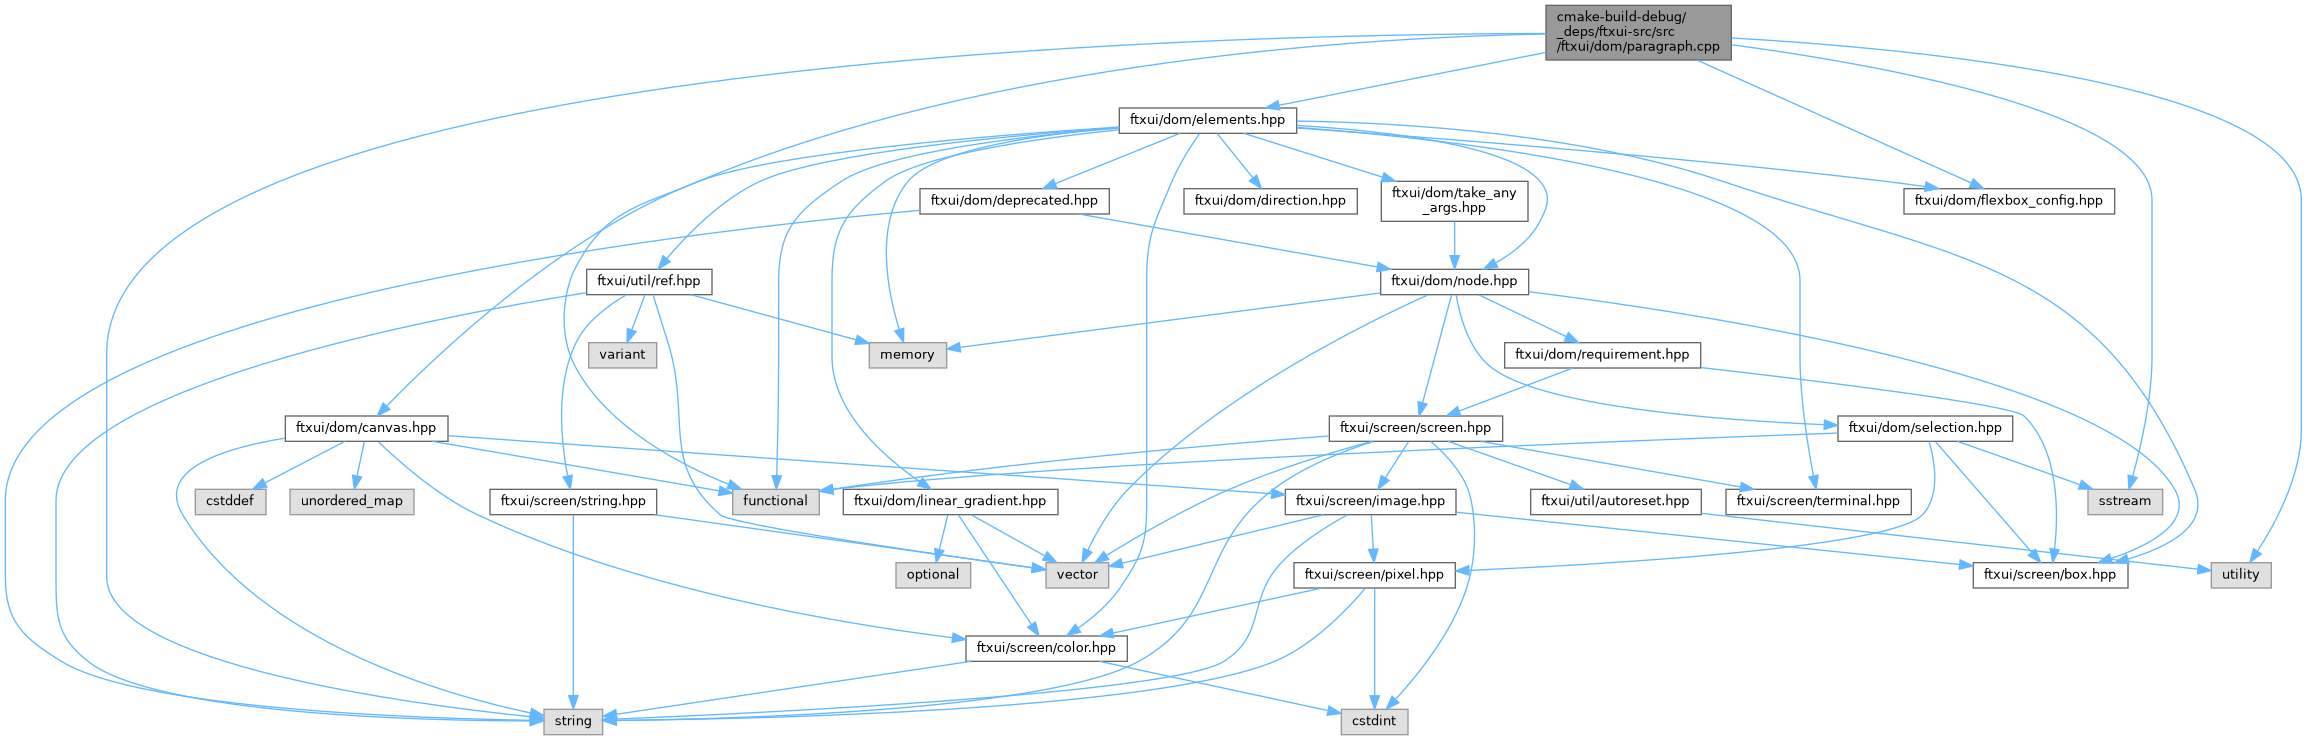 cmake-build-debug/
_deps/ftxui-src/src
/ftxui/dom/paragraph.cpp
ftxui/dom/elements.hpp
ftxui/dom/deprecated.hpp
ftxui/dom/direction.hpp
ftxui/dom/take_any
_args.hpp
ftxui/dom/flexbox_config.hpp
ftxui/util/ref.hpp
ftxui/dom/node.hpp
variant
memory
ftxui/dom/requirement.hpp
ftxui/dom/canvas.hpp
ftxui/screen/screen.hpp
ftxui/dom/selection.hpp
cstddef
unordered_map
ftxui/screen/string.hpp
functional
ftxui/dom/linear_gradient.hpp
ftxui/screen/image.hpp
ftxui/util/autoreset.hpp
ftxui/screen/terminal.hpp
sstream
optional
vector
ftxui/screen/pixel.hpp
ftxui/screen/box.hpp
utility
ftxui/screen/color.hpp
string
cstdint